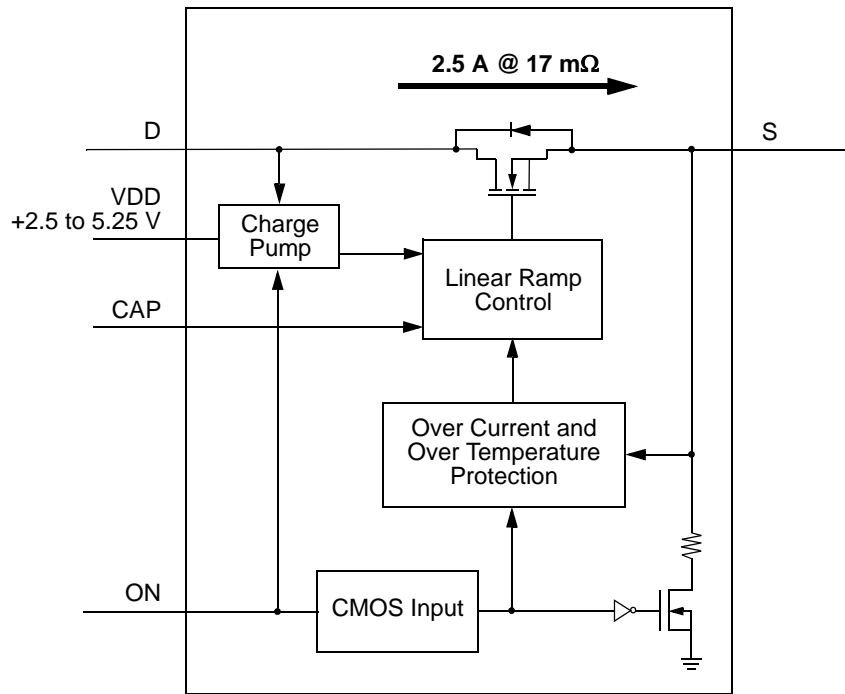 2.5 A @ 17 mΩ
D
S
VDD
+2.5 to 5.25 V
Charge
Pump
Linear Ramp
Control
CAP
Over Current and
Over Temperature
Protection
ON
CMOS Input